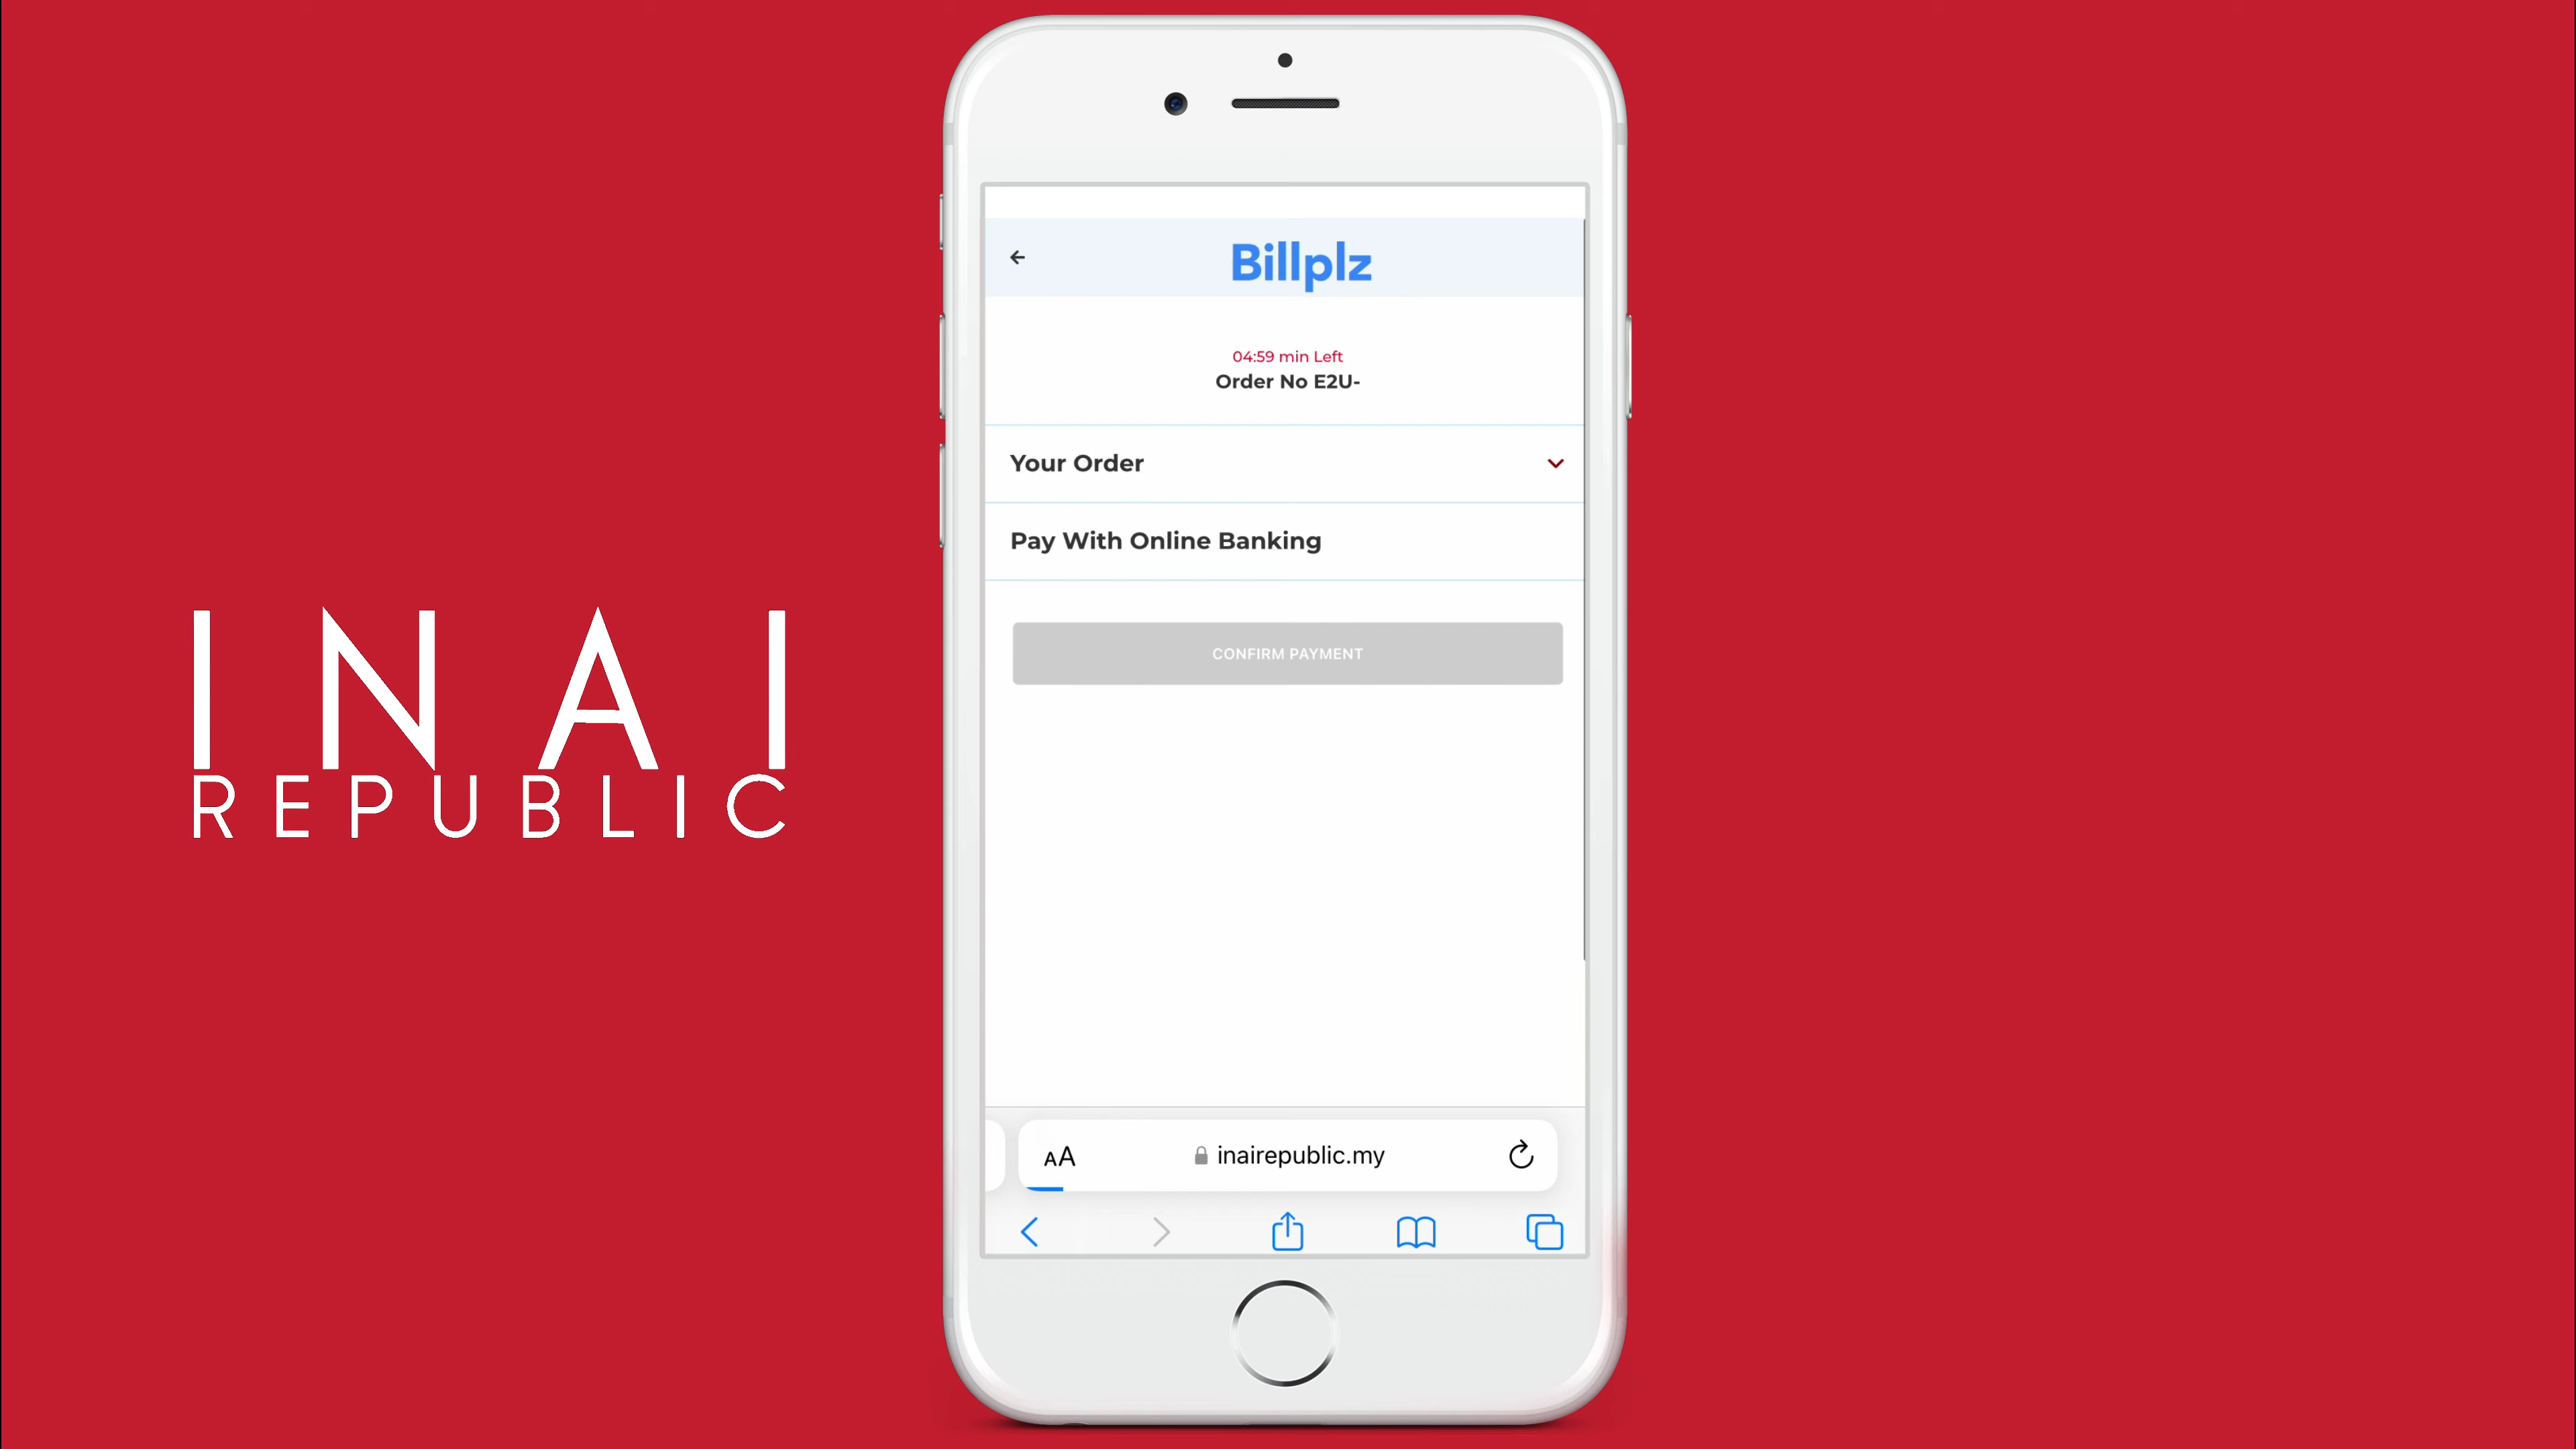 INAI
REPUBLIC
Billplz
04:59 min Left
Order No E2U-
Your Order
Pay With Online Banking
CONFIRM PAYMENT
AA
inairepublic.my